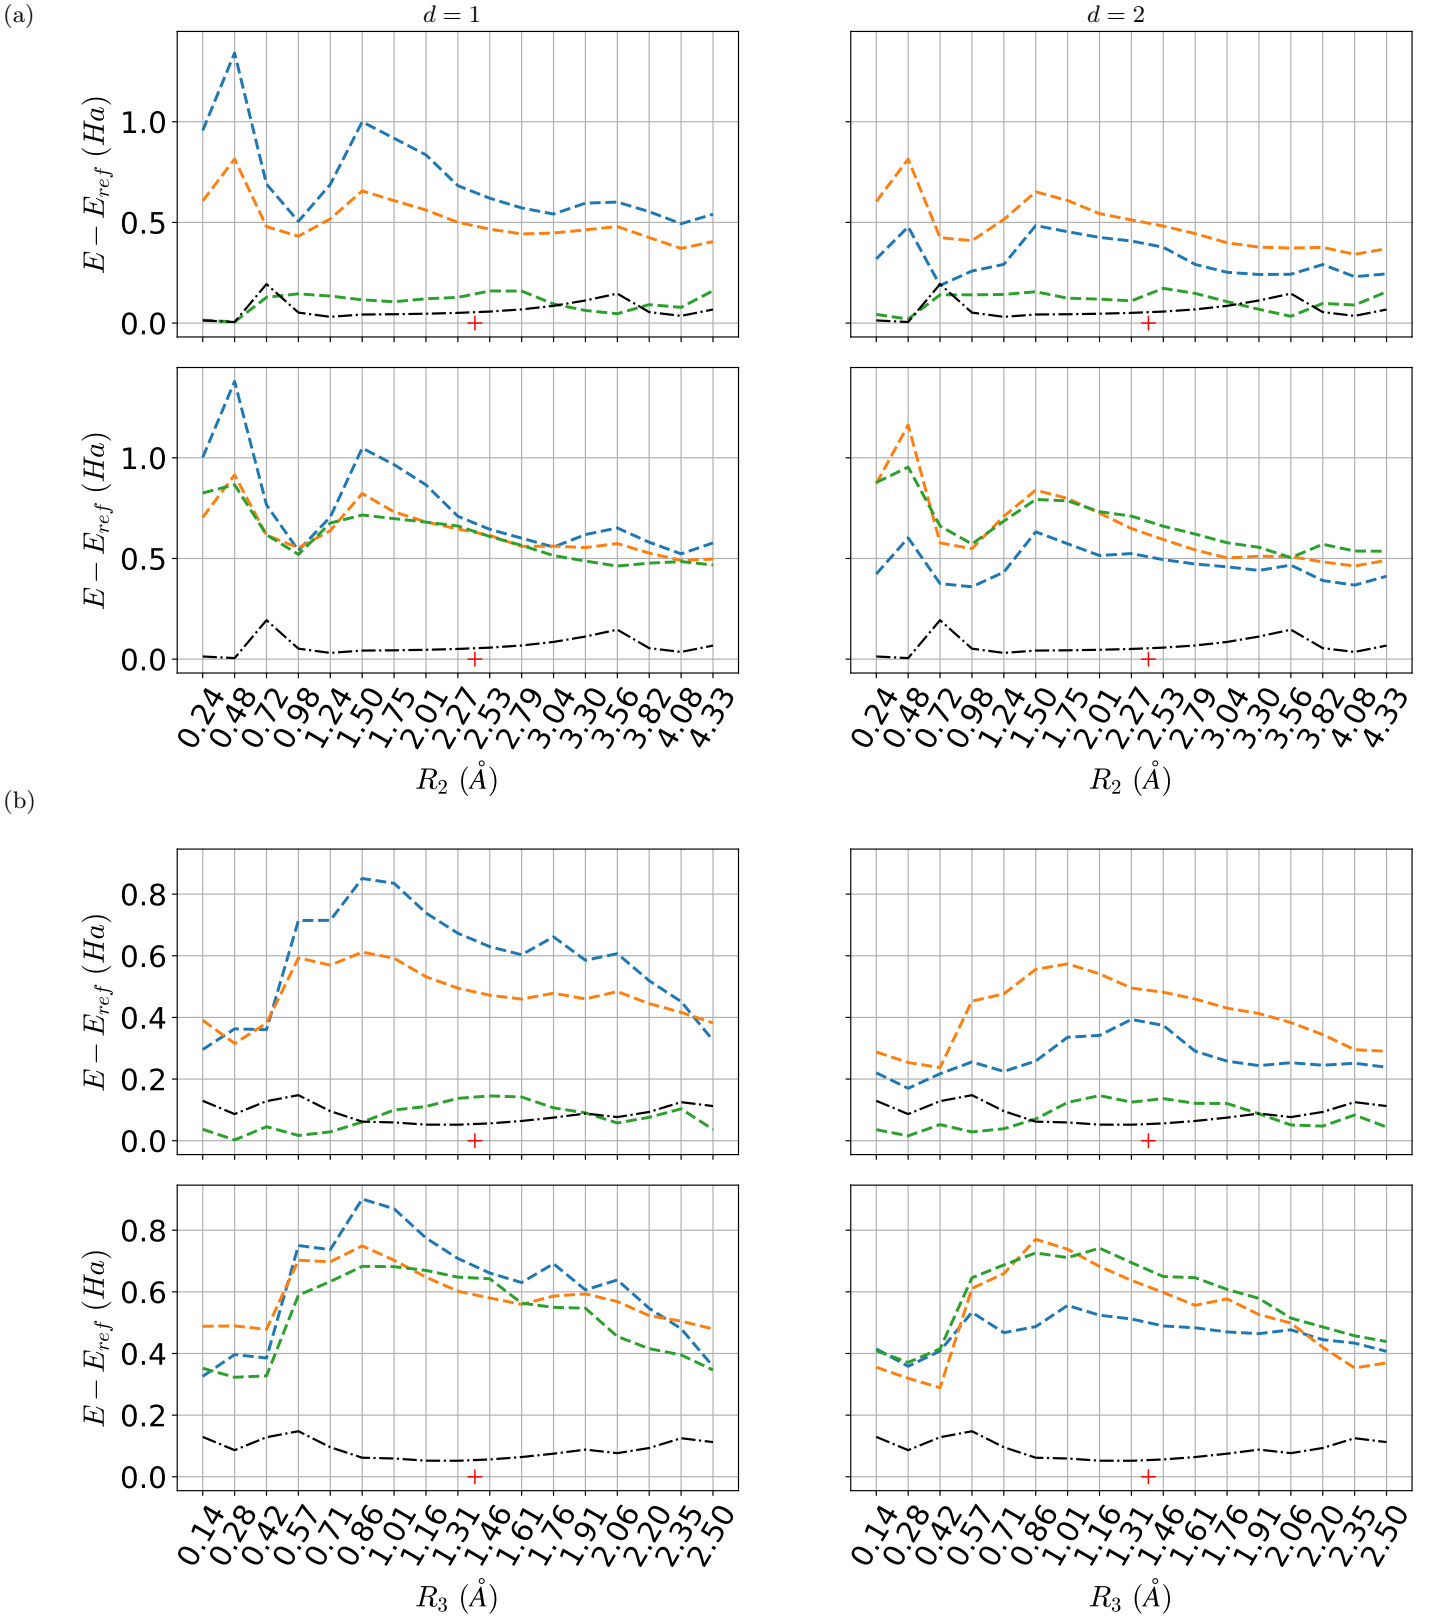 (a)
d = 1
d = 2
E − E_ref (Ha)
1.0
0.5
0.0
E − E_ref (Ha)
1.0
0.5
0.0
0.24 0.48 0.72 0.98 1.24 1.50 1.75 2.01 2.27 2.53 2.79 3.04 3.30 3.56 3.82 4.08 4.33
0.24 0.48 0.72 0.98 1.24 1.50 1.75 2.01 2.27 2.53 2.79 3.04 3.30 3.56 3.82 4.08 4.33
R₂ (Å)
R₂ (Å)
(b)
E − E_ref (Ha)
0.8
0.6
0.4
0.2
0.0
E − E_ref (Ha)
0.8
0.6
0.4
0.2
0.0
0.14 0.28 0.42 0.57 0.71 0.86 1.01 1.16 1.31 1.46 1.61 1.76 1.91 2.06 2.20 2.35 2.50
0.14 0.28 0.42 0.57 0.71 0.86 1.01 1.16 1.31 1.46 1.61 1.76 1.91 2.06 2.20 2.35 2.50
R₃ (Å)
R₃ (Å)